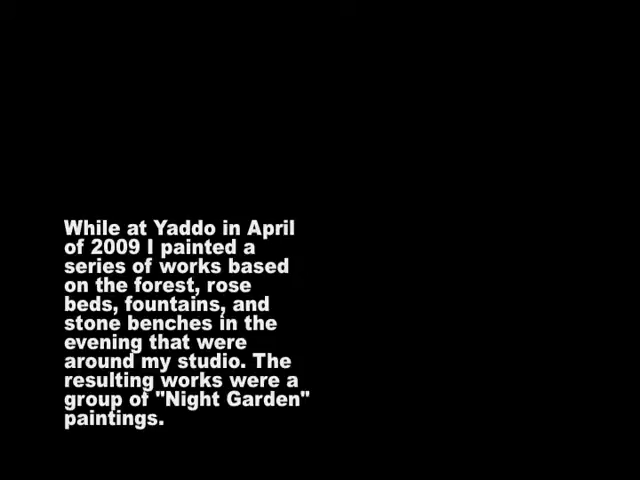 While at Yaddo in April
of 2009 I painted a
series of works based
on the forest, rose
beds, fountains, and
stone benches in the
evening that were
around my studio. The
resulting works were a
group of "Night Garden"
paintings.